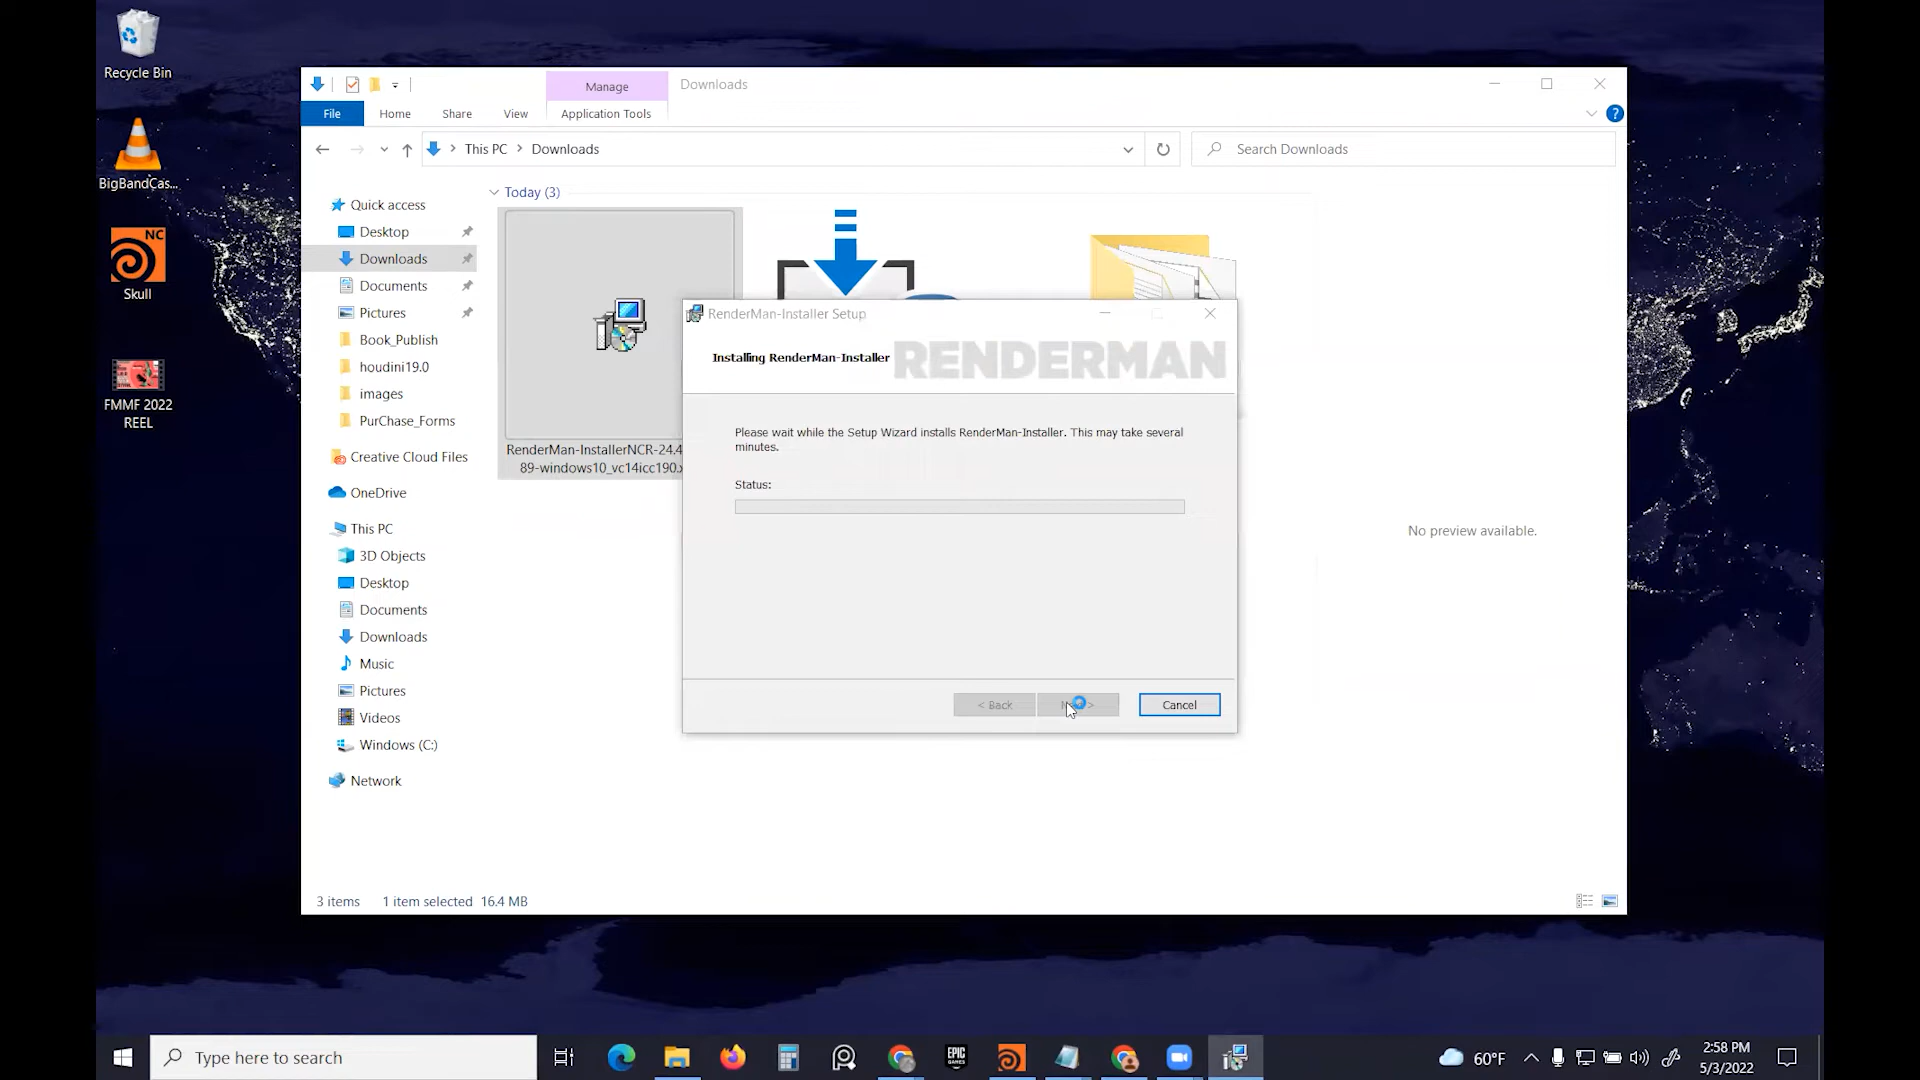 Recycle Bin
BigBandCas...
NC
Skull
FMMF 2022
REEL
Manage
Downloads
File
Home
Share
View
Application Tools
This PC
Downloads
Search Downloads
Quick access
Desktop
Downloads
Documents
Pictures
Book_Publish
houdini19.0
images
PurChase_Forms
Creative Cloud Files
OneDrive
This PC
3D Objects
Desktop
Documents
Downloads
Music
Pictures
Videos
Windows (C:)
Network
Today (3)
RenderMan-InstallerNCR-24.4
89-windows10_vc14icc190.x
RenderMan-Installer Setup
Installing RenderMan-Installer
RENDERMAN
Please wait while the Setup Wizard installs RenderMan-Installer. This may take several
minutes.
Status:
< Back
Cancel
No preview available.
3 items 1 item selected 16.4 MB
Type here to search
EPIC
GAMES
60°F
2:58 PM
5/3/2022